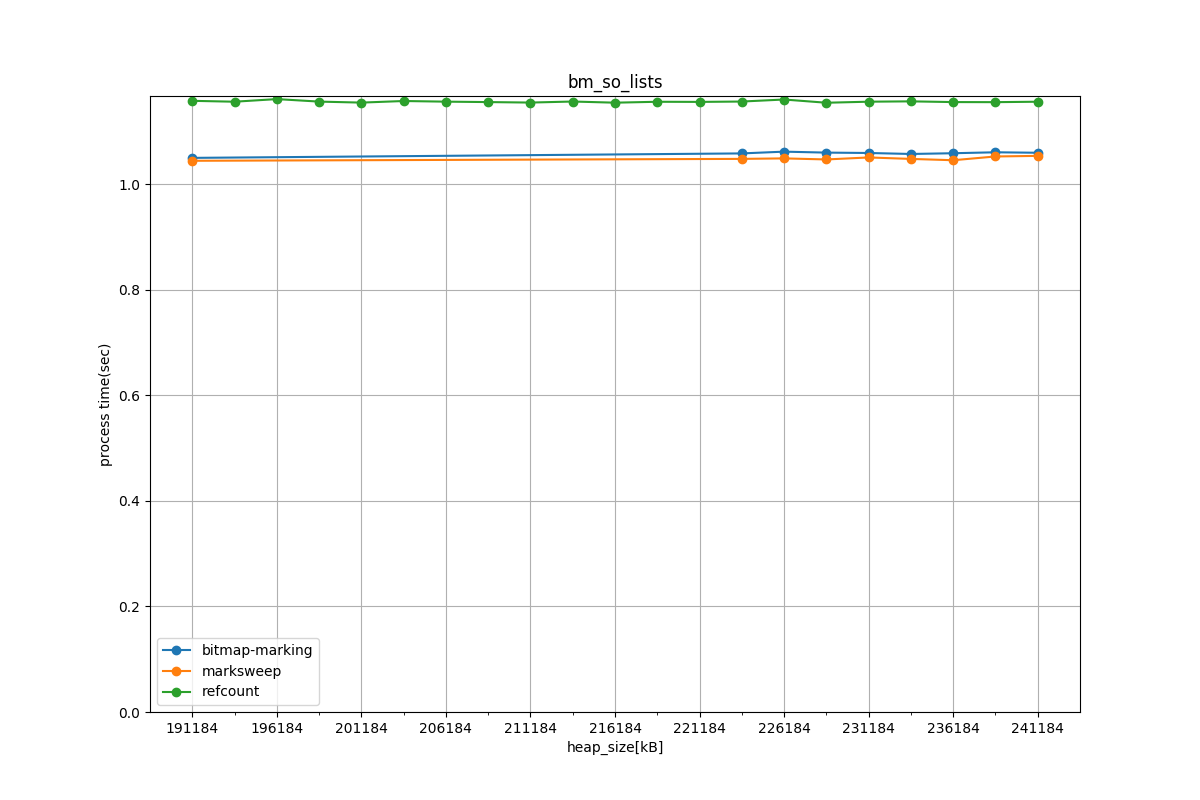 bm_so_lists
process time(sec)
1.0
0.8
0.6
0.4
0.2
0.0
bitmap-marking
marksweep
refcount
191184 196184 201184 206184 211184 216184 221184 226184 231184 236184 241184
heap_size[kB]